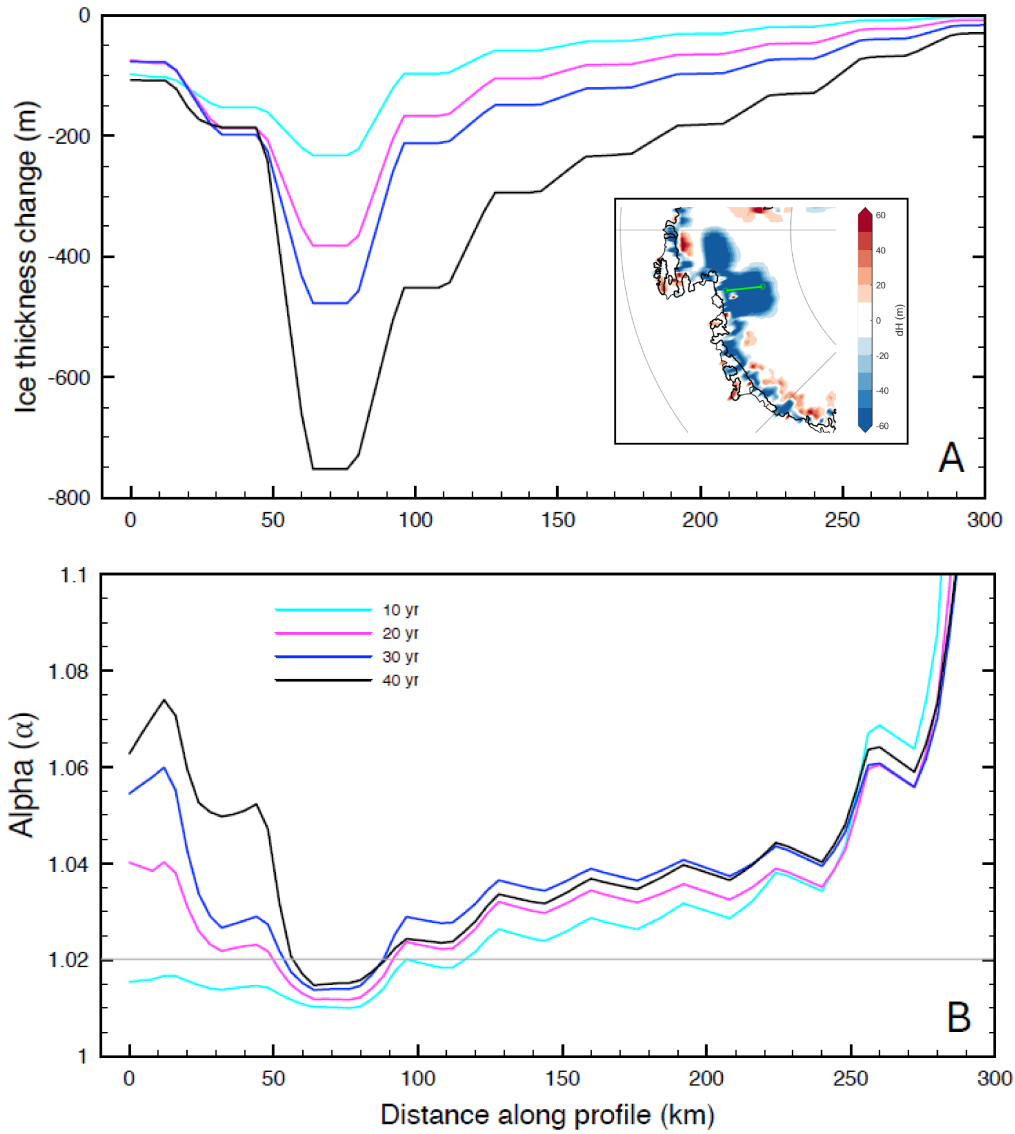 0
-200
-400
-600
-800
Ice thickness change (m)
60
40
20
0
-20
-40
-60
dH (m)
A
0 50 100 150 200 250 300
1.1
1.08
1.06
1.04
1.02
1
Alpha (α)
10 yr
20 yr
30 yr
40 yr
B
0 50 100 150 200 250 300
Distance along profile (km)